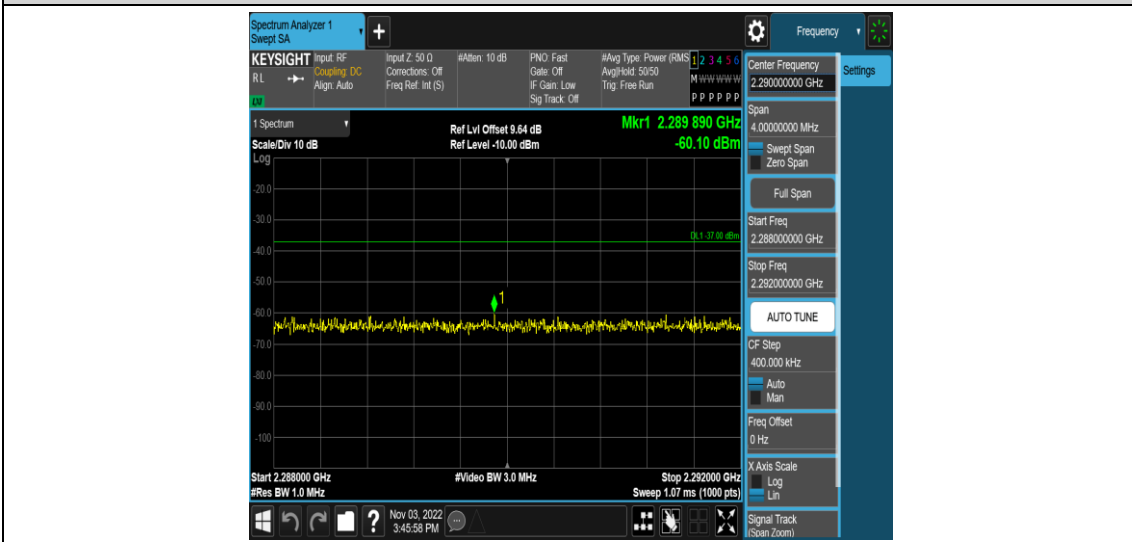 Spectrum Analyzer 1
Swept SA
+
Frequency
KEYSIGHT
RL
LXI
Input: RF
Coupling: DC
Align: Auto
Input Z: 50 Ω
Corrections: Off
Freq Ref: Int (S)
#Atten: 10 dB
PNO: Fast
Gate: Off
IF Gain: Low
Sig Track: Off
#Avg Type: Power (RMS
Avg|Hold: 50/50
Trig: Free Run
1 2 3 4 5 6
M W W W W W
P P P P P P
Center Frequency
2.290000000 GHz
Settings
1 Spectrum
Scale/Div 10 dB
Ref Lvl Offset 9.64 dB
Ref Level -10.00 dBm
Mkr1 2.289 890 GHz
-60.10 dBm
Span
4.00000000 MHz
Swept Span
Zero Span
Full Span
Start Freq
2.288000000 GHz
Stop Freq
2.292000000 GHz
AUTO TUNE
CF Step
400.000 kHz
Auto
Man
Freq Offset
0 Hz
X Axis Scale
Log
Lin
Signal Track
(Span Zoom)
Log
-20.0
-30.0
DL1 -37.00 dBm
-40.0
-50.0
1
-60.0
-70.0
-80.0
-90.0
-100
Start 2.288000 GHz
#Video BW 3.0 MHz
Stop 2.292000 GHz
#Res BW 1.0 MHz
Sweep 1.07 ms (1000 pts)
?
Nov 03, 2022
3:45:58 PM